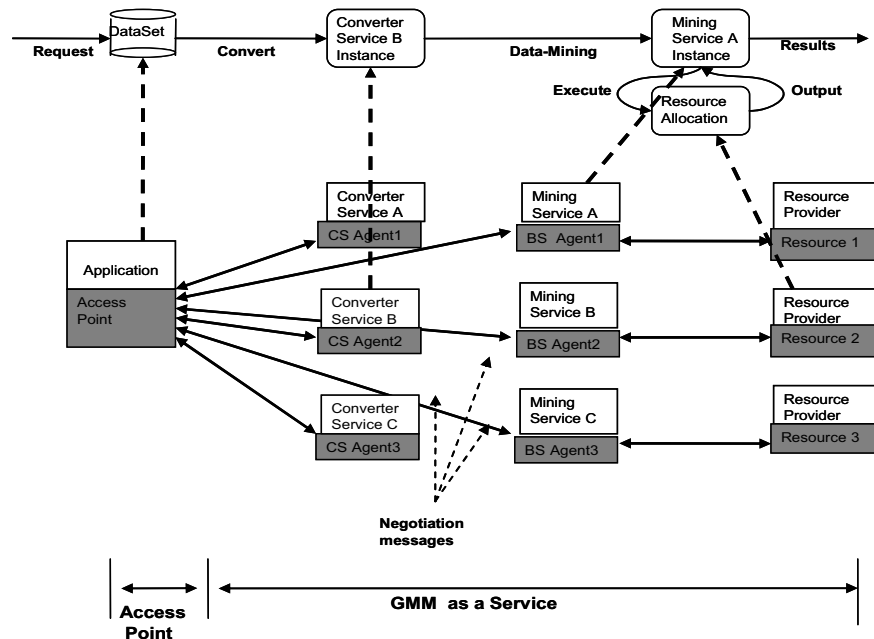 DataSet
Converter
Service B
Instance
Mining
Service A
Instance
Request
Convert
Data-Mining
Results
Execute
Output
Resource
Allocation
Converter
Service A
CS Agent1
Mining
Service A
BS Agent1
Resource
Provider
Resource 1
Application
Access
Point
Converter
Service B
CS Agent2
Mining
Service B
BS Agent2
Resource
Provider
Resource 2
Converter
Service C
CS Agent3
Mining
Service C
BS Agent3
Resource
Provider
Resource 3
Negotiation
messages
Access
Point
GMM as a Service